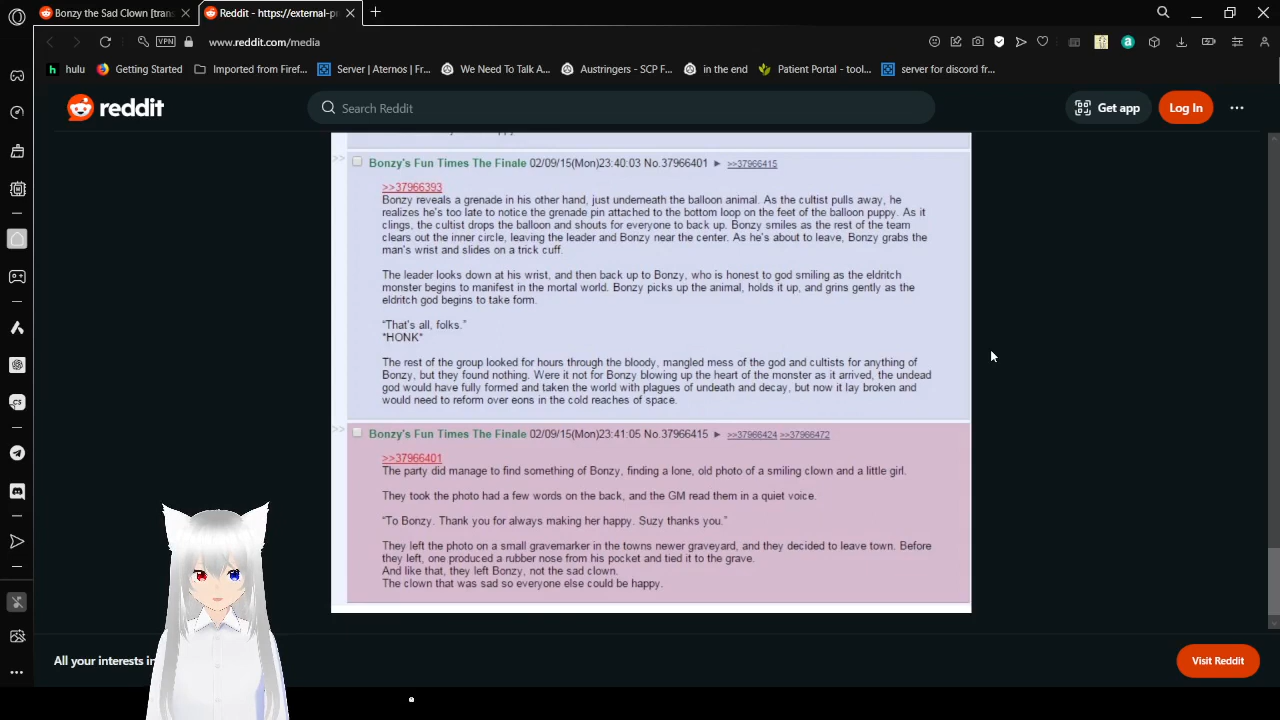 Bonzy the Sad Clown [tran
Reddit - https://external-p
VPN
www.reddit.com/media
hulu
Getting Started
Imported from Firef...
Server | Aternos | Fr...
We Need To Talk A...
Austringers - SCP F...
in the end
Patient Portal - tool...
server for discord fr...
reddit
Search Reddit
Get app
Log In
>> Bonzy's Fun Times The Finale 02/09/15(Mon)23:40:03 No.37966401 ► >>37966415
>>37966393
Bonzy reveals a grenade in his other hand, just underneath the balloon animal. As the cultist pulls away, he
realizes he's too late to notice the grenade pin attached to the bottom loop on the feet of the balloon puppy. As it
clings, the cultist drops the balloon and shouts for everyone to back up. Bonzy smiles as the rest of the team
clears out the inner circle, leaving the leader and Bonzy near the center. As he's about to leave, Bonzy grabs the
man's wrist and slides on a trick cuff.
The leader looks down at his wrist, and then back up to Bonzy, who is honest to god smiling as the eldritch
monster begins to manifest in the mortal world. Bonzy picks up the animal, holds it up, and grins gently as the
eldritch god begins to take form.
“That's all, folks.”
*HONK*
The rest of the group looked for hours through the bloody, mangled mess of the god and cultists for anything of
Bonzy, but they found nothing. Were it not for Bonzy blowing up the heart of the monster as it arrived, the undead
god would have fully formed and taken the world with plagues of undeath and decay, but now it lay broken and
would need to reform over eons in the cold reaches of space.
>> Bonzy's Fun Times The Finale 02/09/15(Mon)23:41:05 No.37966415 ► >>37966424 >>37966472
>>37966401
The party did manage to find something of Bonzy, finding a lone, old photo of a smiling clown and a little girl.
They took the photo had a few words on the back, and the GM read them in a quiet voice.
“To Bonzy. Thank you for always making her happy. Suzy thanks you.”
They left the photo on a small gravemarker in the towns newer graveyard, and they decided to leave town. Before
they left, one produced a rubber nose from his pocket and tied it to the grave.
And like that, they left Bonzy, not the sad clown.
The clown that was sad so everyone else could be happy.
All your interests in
Visit Reddit